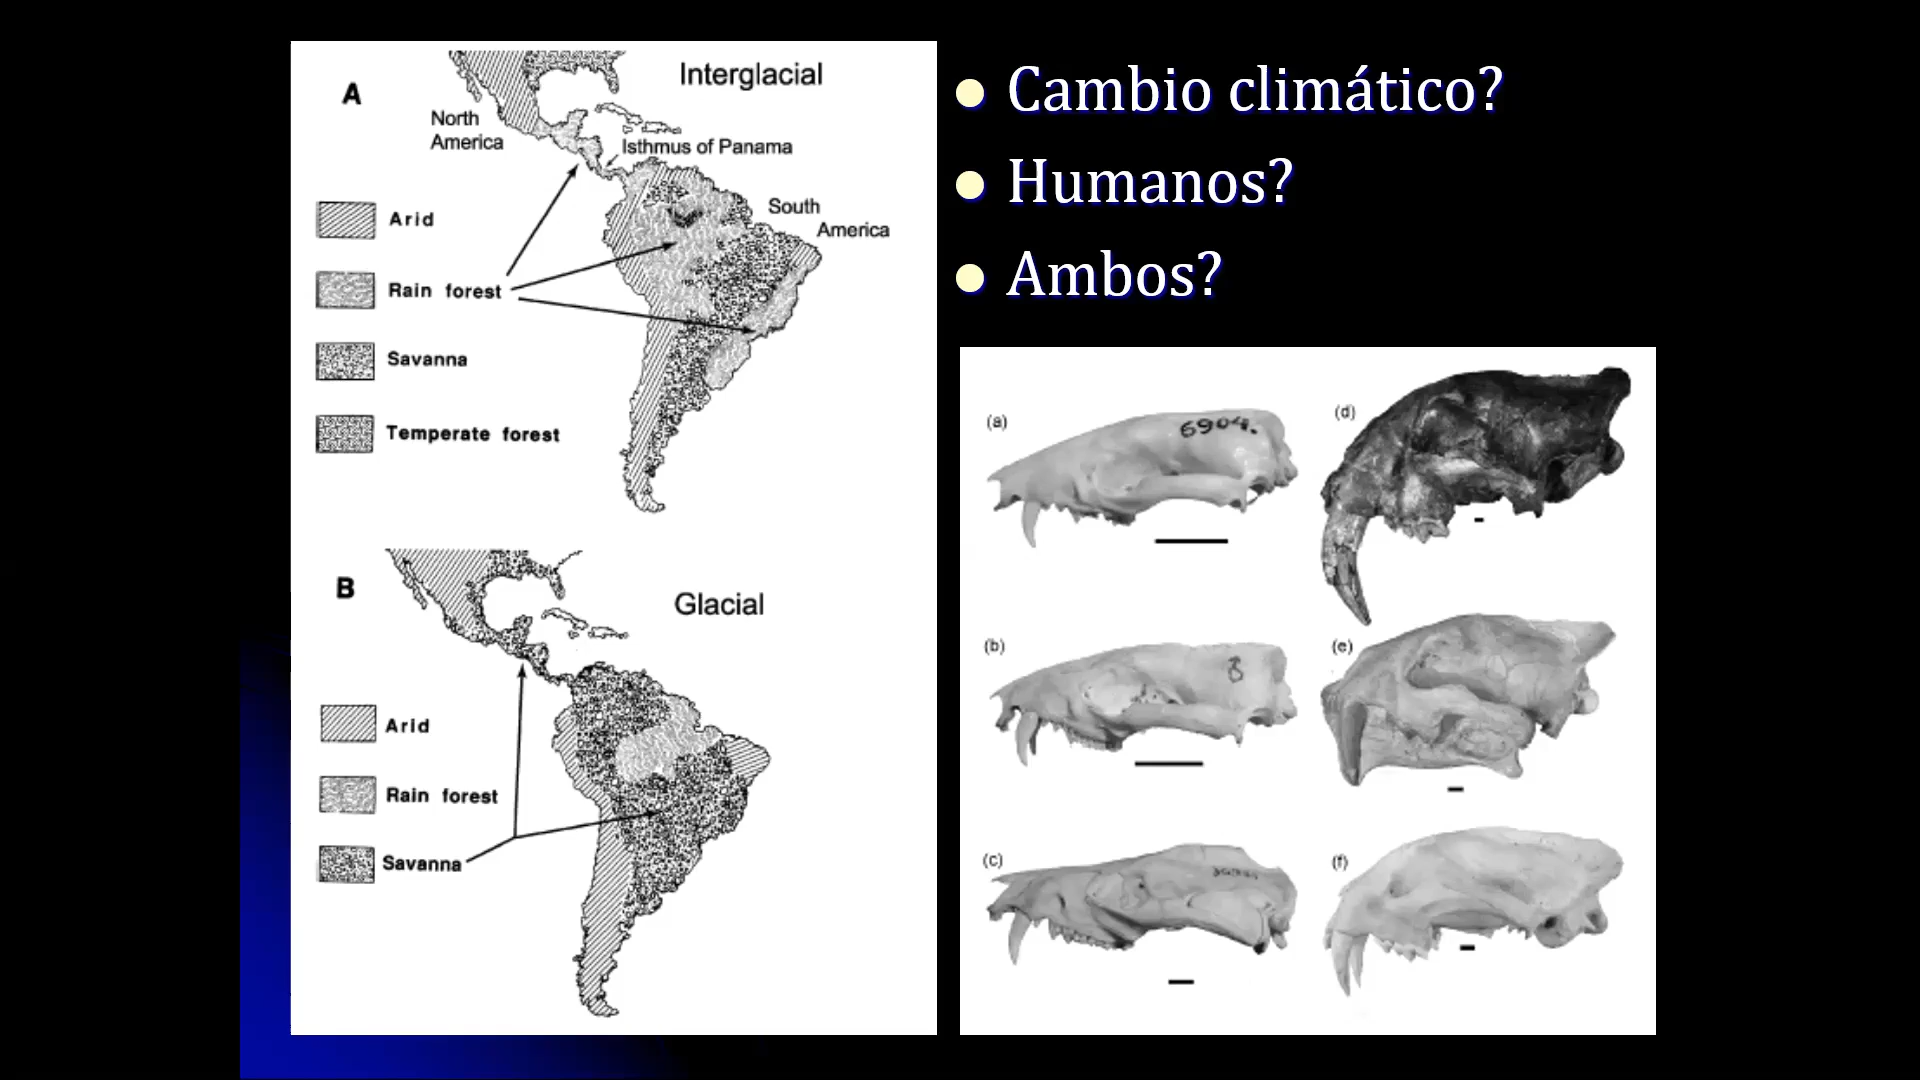 A
Interglacial
North
America
Isthmus of Panama
South
America
Arid
Rain forest
Savanna
Temperate forest
B
Glacial
Arid
Rain forest
Savanna
Cambio climático?
Humanos?
Ambos?
(a)
6904.
(d)
(b)
(e)
(c)
(f)